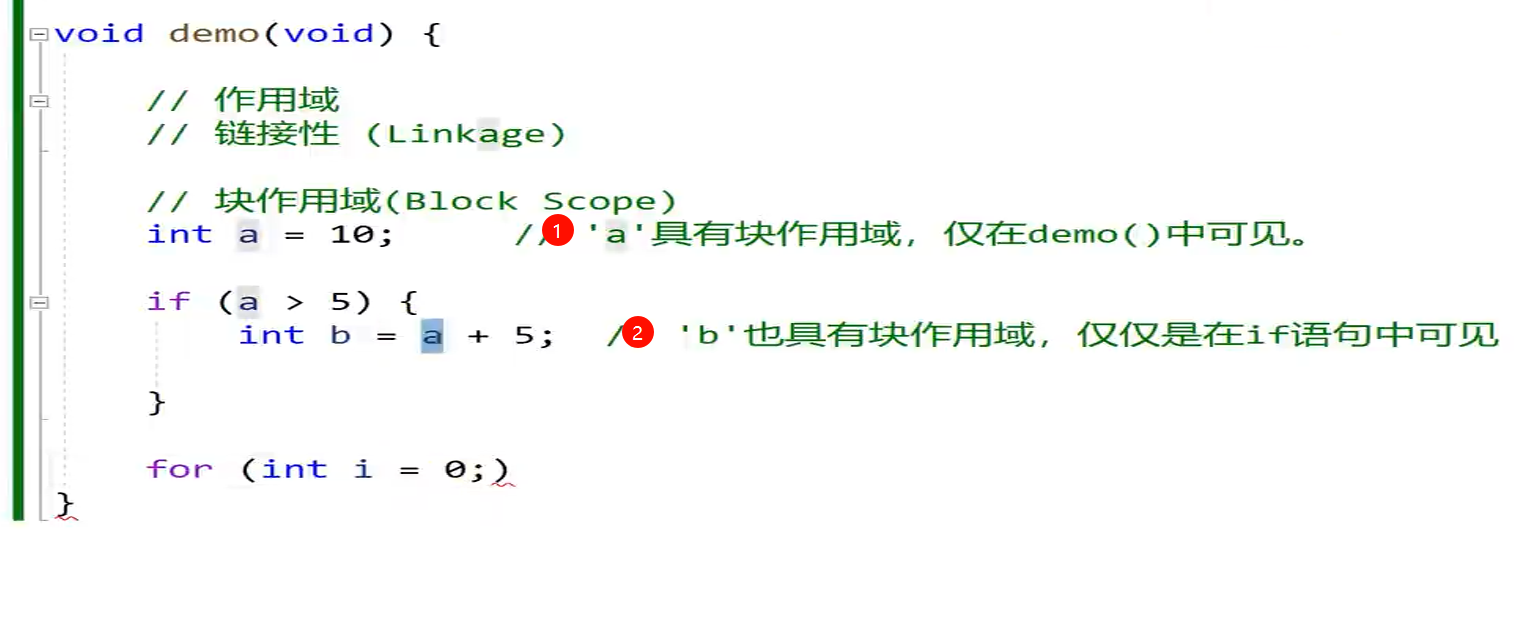 void demo(void) {
// 作用域
// 链接性 (Linkage)
// 块作用域(Block Scope)
int a = 10; // 1 'a'具有块作用域，仅在demo()中可见。
if (a > 5) {
int b = a + 5; / 2 'b'也具有块作用域，仅仅是在if语句中可见
}
for (int i = 0;)
}